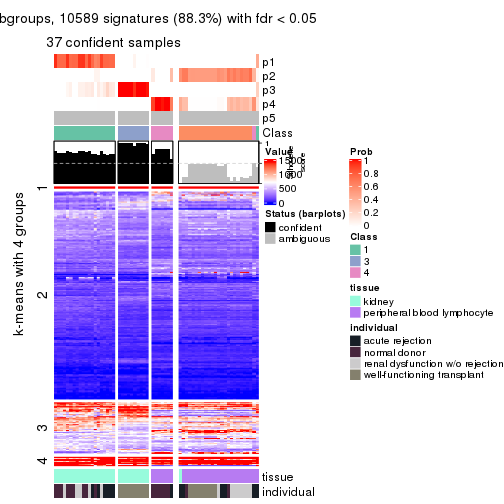 bgroups, 10589 signatures (88.3%) with fdr < 0.05
37 confident samples
p1
p2
p3
p4
p5
Class
1
Silhouette
score
Value
1500
1000
500
0
Status (barplots)
confident
ambiguous
Prob
1
0.8
0.6
0.4
0.2
0
Class
1
3
4
tissue
kidney
peripheral blood lymphocyte
individual
acute rejection
normal donor
renal dysfunction w/o rejection
well-functioning transplant
k-means with 4 groups
1
2
3
4
tissue
individual